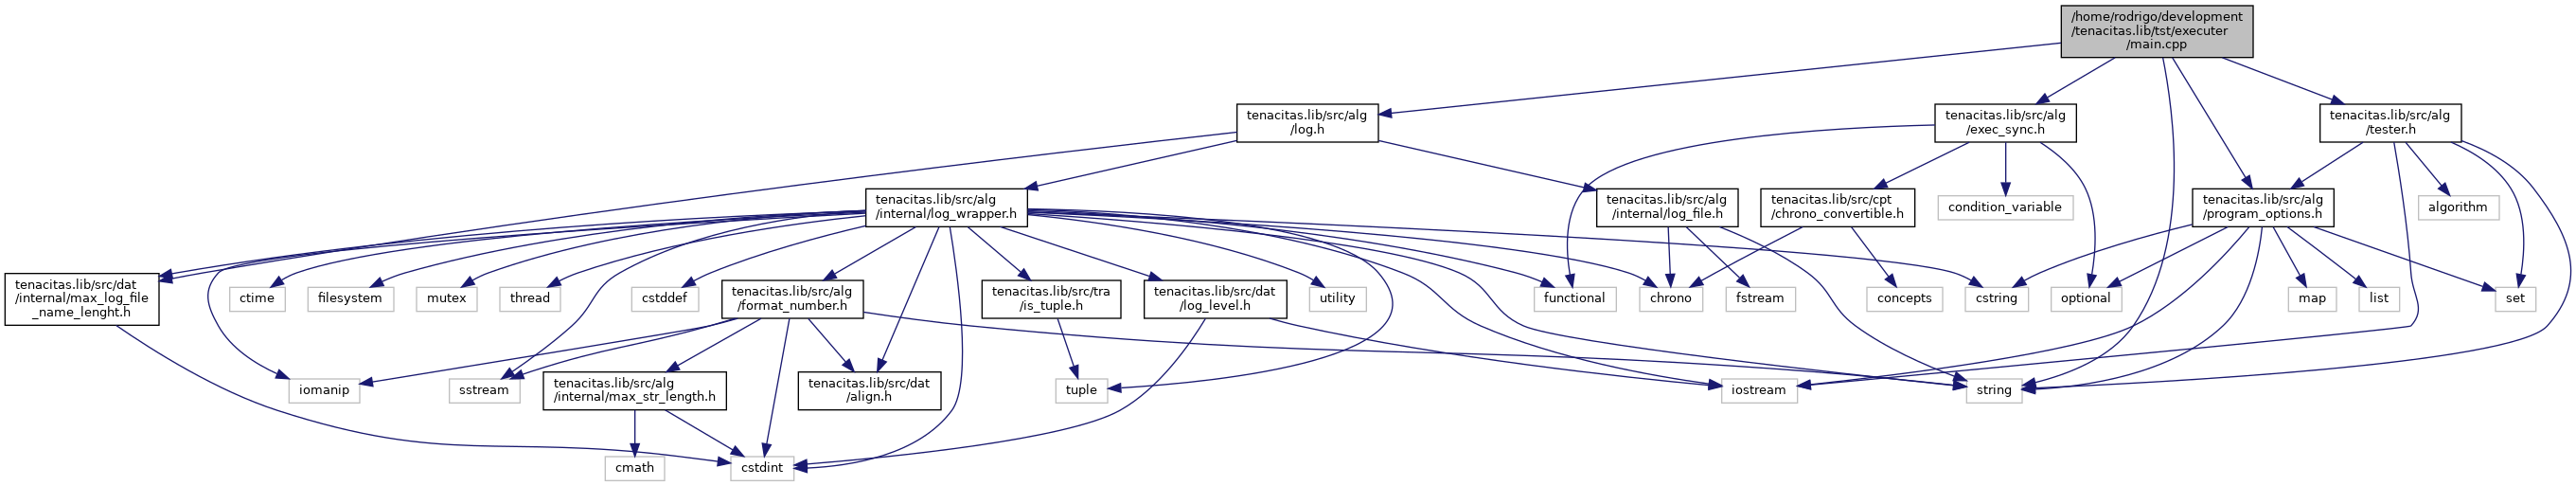 /home/rodrigo/development
/tenacitas.lib/tst/executer
/main.cpp
tenacitas.lib/src/alg
/log.h
tenacitas.lib/src/alg
/exec_sync.h
tenacitas.lib/src/alg
/tester.h
tenacitas.lib/src/alg
/internal/log_wrapper.h
tenacitas.lib/src/alg
/internal/log_file.h
tenacitas.lib/src/cpt
/chrono_convertible.h
condition_variable
tenacitas.lib/src/alg
/program_options.h
algorithm
tenacitas.lib/src/dat
/internal/max_log_file
_name_lenght.h
ctime
filesystem
mutex
thread
cstddef
tenacitas.lib/src/alg
/format_number.h
tenacitas.lib/src/tra
/is_tuple.h
tenacitas.lib/src/dat
/log_level.h
utility
functional
chrono
fstream
concepts
cstring
optional
map
list
set
iomanip
sstream
tenacitas.lib/src/alg
/internal/max_str_length.h
tenacitas.lib/src/dat
/align.h
tuple
iostream
string
cmath
cstdint